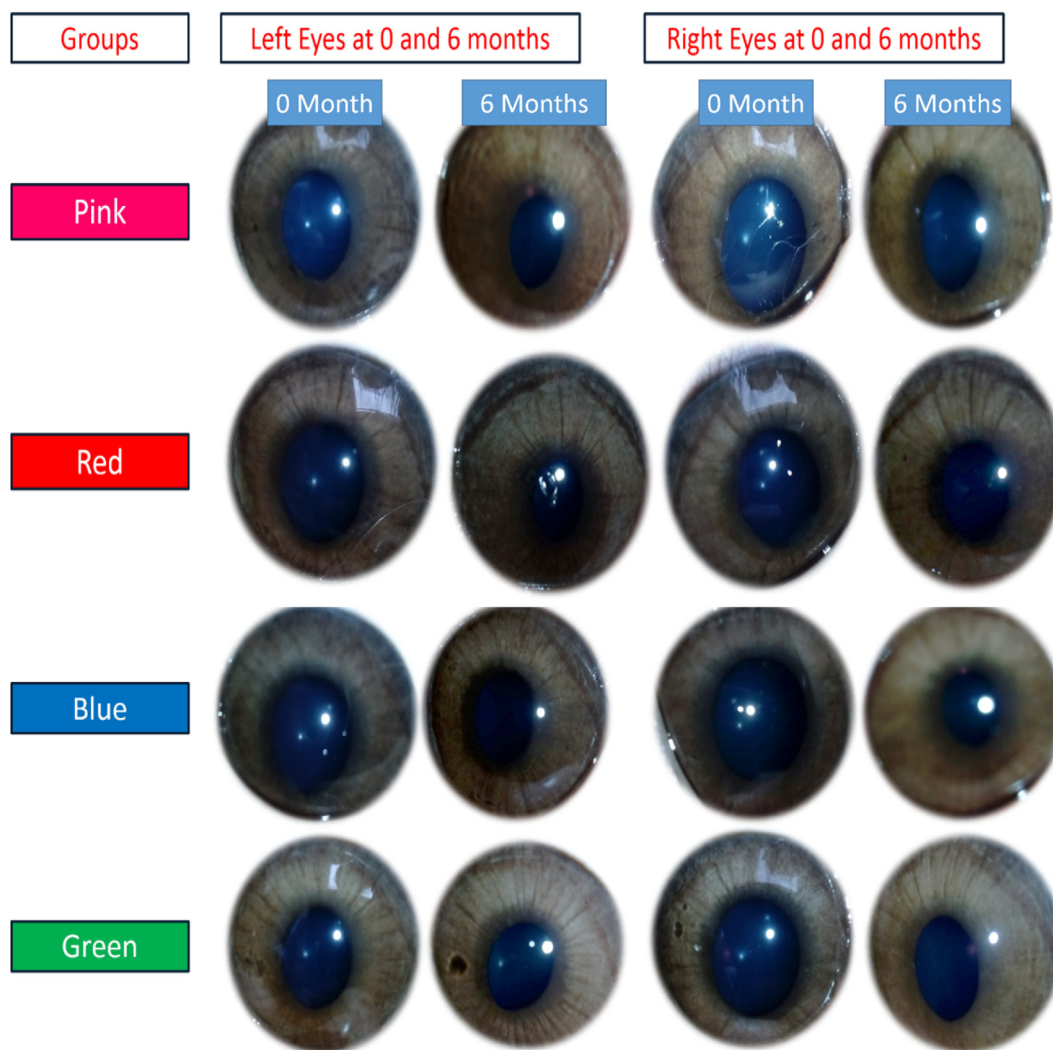 Groups
Left Eyes at 0 and 6 months
Right Eyes at 0 and 6 months
0 Month
6 Months
0 Month
6 Months
Pink
Red
Blue
Green